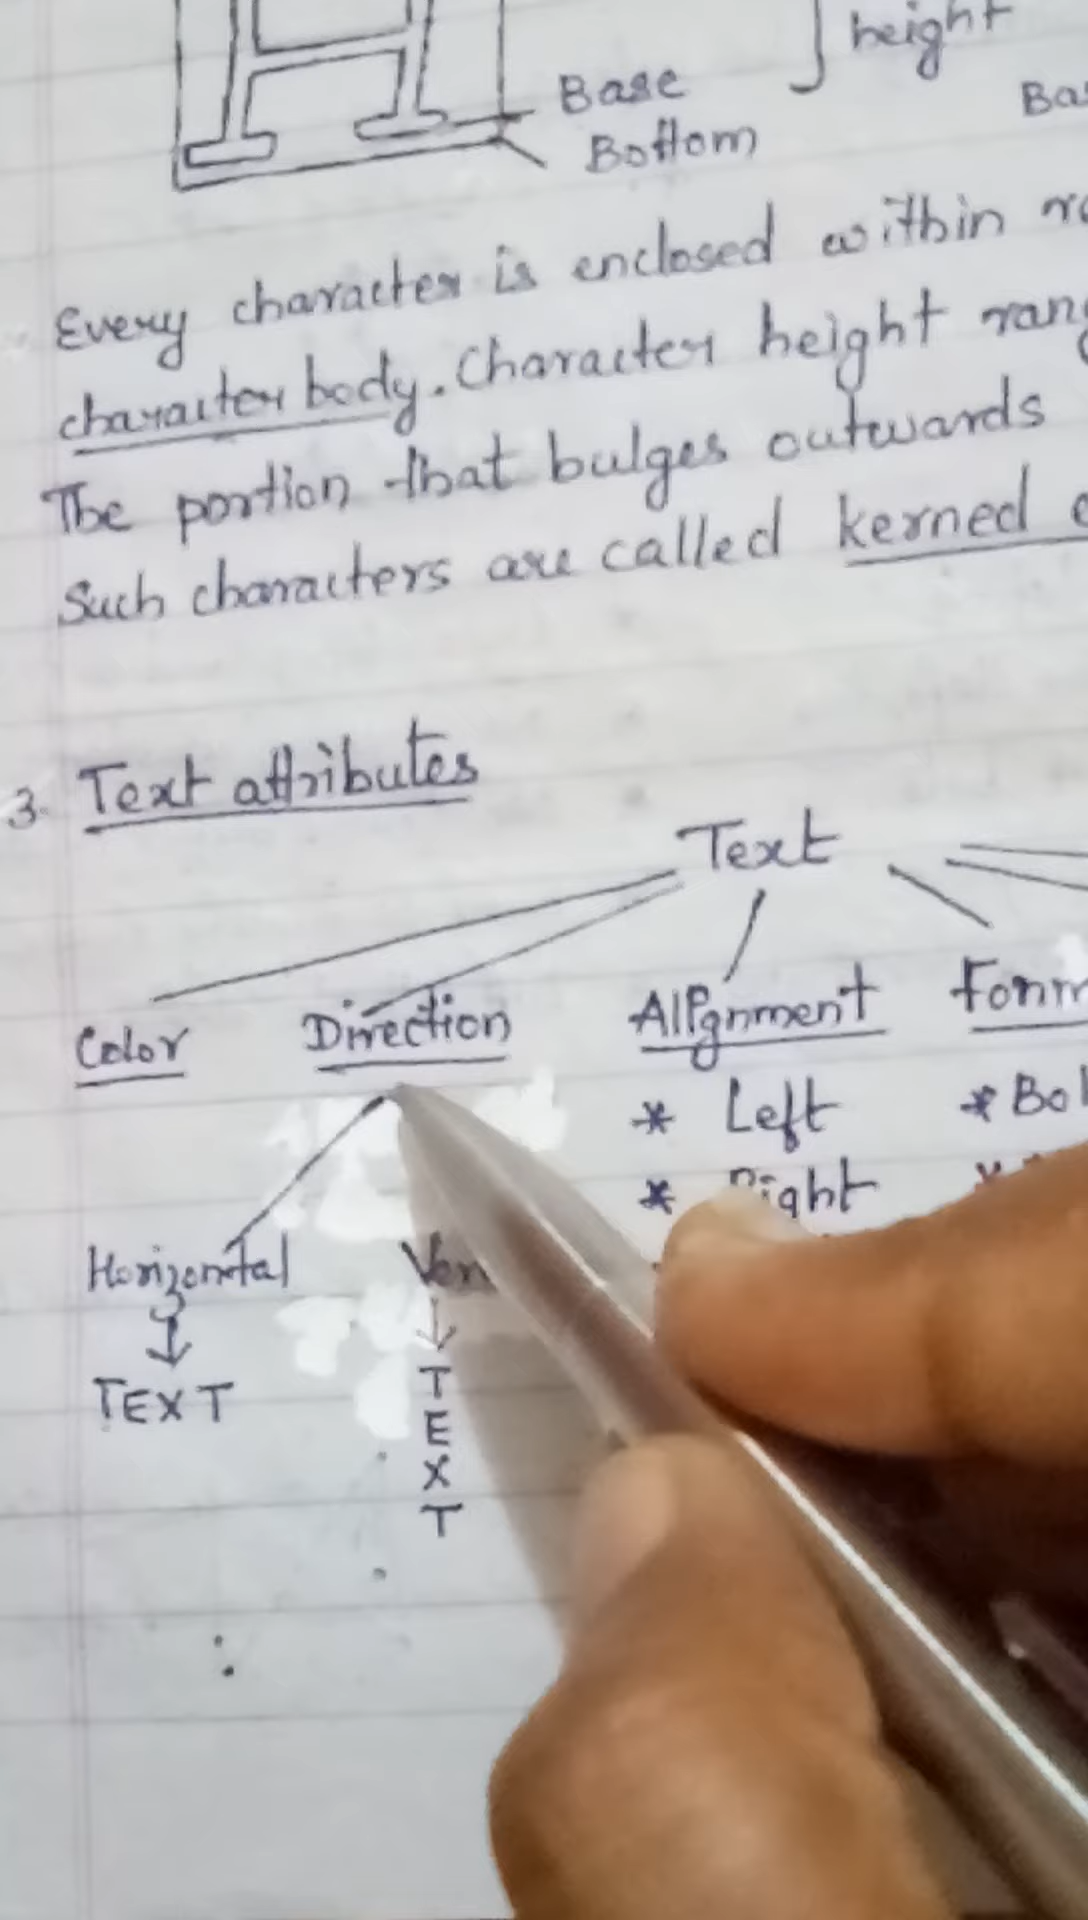 height
Base
Bottom
Every character is enclosed within
character body. Character height
The portion that bulges outwards
Such characters are called kerned
3. Text attributes
Text
Color Direction Alignment
* Left
* Right
Horizontal
↓ ↓
TEXT
T
E
X
T